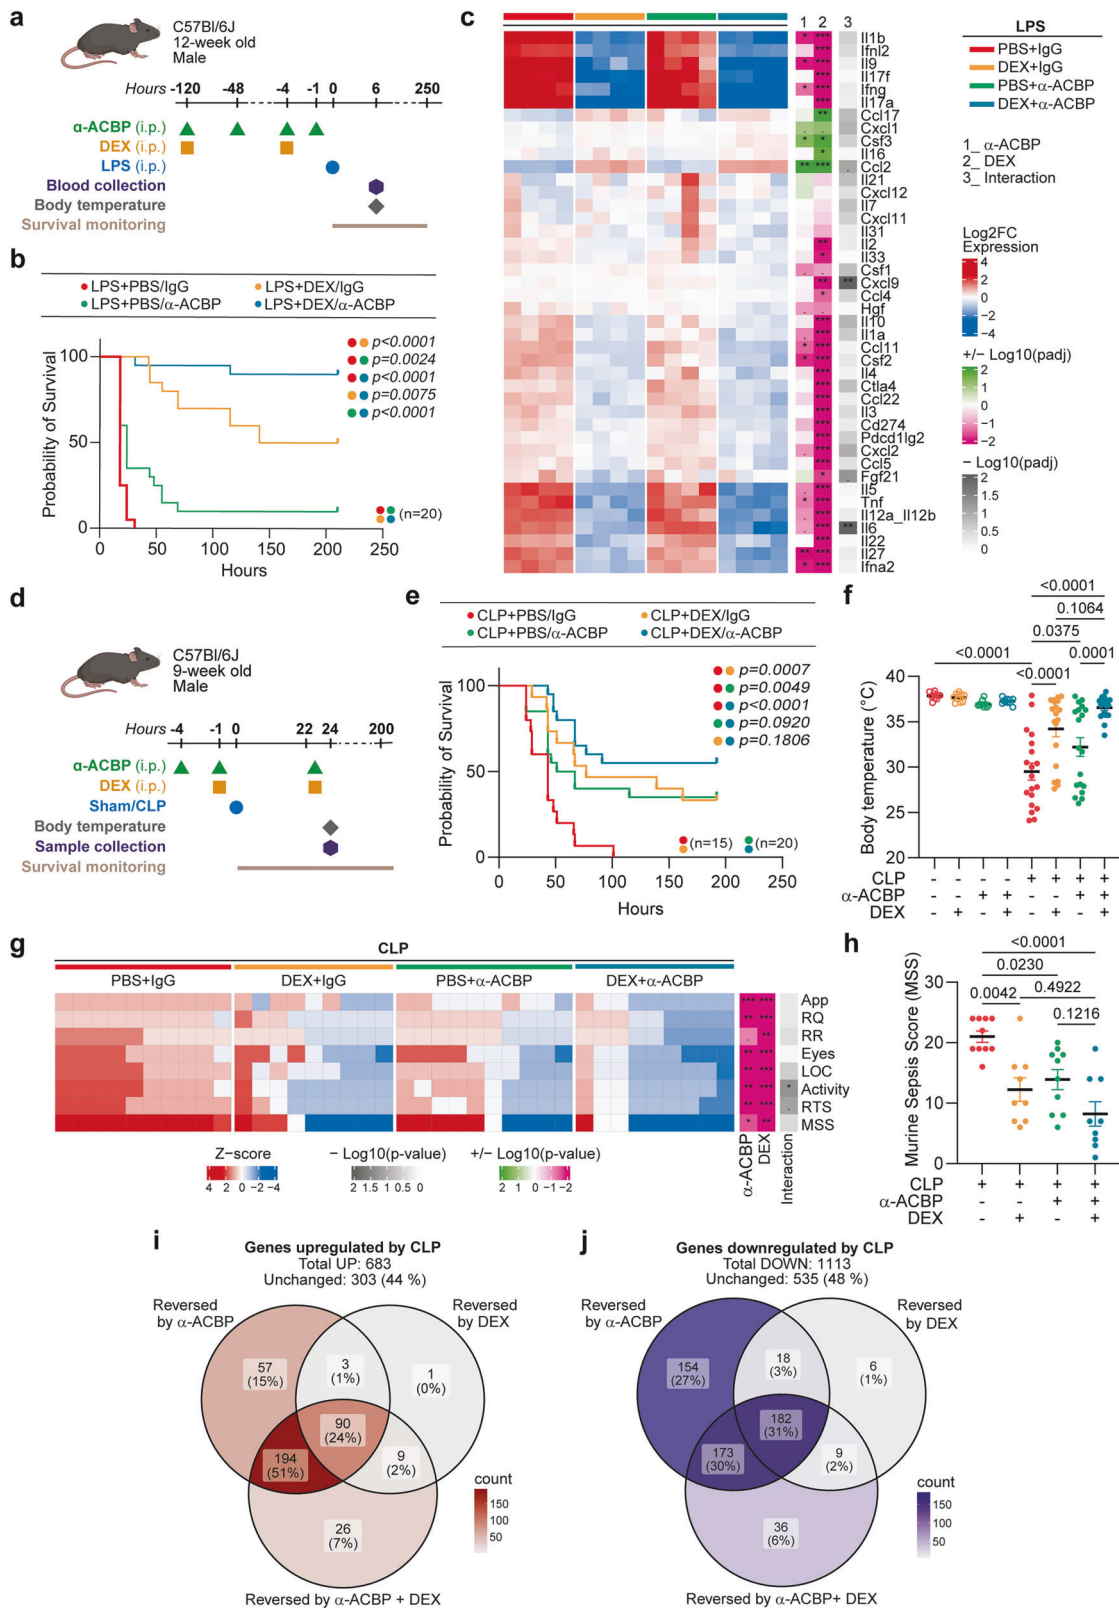 a
C57Bl/6J
12-week old
Male
Hours -120 -48 -4 -1 0 6 250
α-ACBP (i.p.)
DEX (i.p.)
LPS (i.p.)
Blood collection
Body temperature
Survival monitoring
b
LPS+PBS/IgG LPS+DEX/IgG
LPS+PBS/α-ACBP LPS+DEX/α-ACBP
p<0.0001
p=0.0024
p<0.0001
p=0.0075
p<0.0001
Probability of Survival
100
50
0
(n=20)
0 50 100 150 200 250
Hours
c
1 2 3
Il1b
Ifnl2
Il9
Il17f
Ifng
Il17a
Ccl17
Cxcl1
Csf3
Il16
Ccl2
Il21
Cxcl12
Il7
Cxcl11
Il31
Il2
Il33
Csf1
Cxcl9
Ccl4
Hgf
Il10
Il1a
Ccl11
Csf2
Il4
Ctla4
Ccl22
Il3
Cd274
Pdcd1lg2
Cxcl2
Ccl5
Fgf21
Il5
Tnf
Il12a_Il12b
Il6
Il22
Il27
Ifna2
LPS
PBS+IgG
DEX+IgG
PBS+α-ACBP
DEX+α-ACBP
1_ α-ACBP
2_ DEX
3_ Interaction
Log2FC
Expression
4
2
0
−2
−4
+/− Log10(padj)
2
1
0
−1
−2
− Log10(padj)
2
1.5
1
0.5
0
d
C57Bl/6J
9-week old
Male
Hours -4 -1 0 22 24 200
α-ACBP (i.p.)
DEX (i.p.)
Sham/CLP
Body temperature
Sample collection
Survival monitoring
e
CLP+PBS/IgG CLP+DEX/IgG
CLP+PBS/α-ACBP CLP+DEX/α-ACBP
p=0.0007
p=0.0049
p<0.0001
p=0.0920
p=0.1806
Probability of Survival
100
50
0
(n=15) (n=20)
0 50 100 150 200 250
Hours
f
<0.0001
0.1064
0.0375
<0.0001 0.0001
<0.0001
Body temperature (°C)
40
35
30
25
20
CLP - - - - + + + +
α-ACBP - - + + - - + +
DEX - + - + - + - +
g
CLP
PBS+IgG DEX+IgG PBS+α-ACBP DEX+α-ACBP
App
RQ
RR
Eyes
LOC
Activity
RTS
MSS
α-ACBP
DEX
Interaction
Z−score
4 2 0 −2 −4
− Log10(p-value)
2 1.5 1 0.5 0
+/− Log10(p-value)
2 1 0 −1 −2
h
<0.0001
0.0230
0.0042 0.4922
0.1216
Murine Sepsis Score (MSS)
30
20
10
0
CLP + + + +
α-ACBP - - + +
DEX - + - +
i
Genes upregulated by CLP
Total UP: 683
Unchanged: 303 (44 %)
Reversed
by α-ACBP
Reversed
by DEX
57
(15%)
3
(1%)
1
(0%)
90
(24%)
194
(51%)
9
(2%)
26
(7%)
count
150
100
50
Reversed by α-ACBP + DEX
j
Genes downregulated by CLP
Total DOWN: 1113
Unchanged: 535 (48 %)
Reversed
by α-ACBP
Reversed
by DEX
154
(27%)
18
(3%)
6
(1%)
182
(31%)
173
(30%)
9
(2%)
36
(6%)
count
150
100
50
Reversed by α-ACBP+ DEX